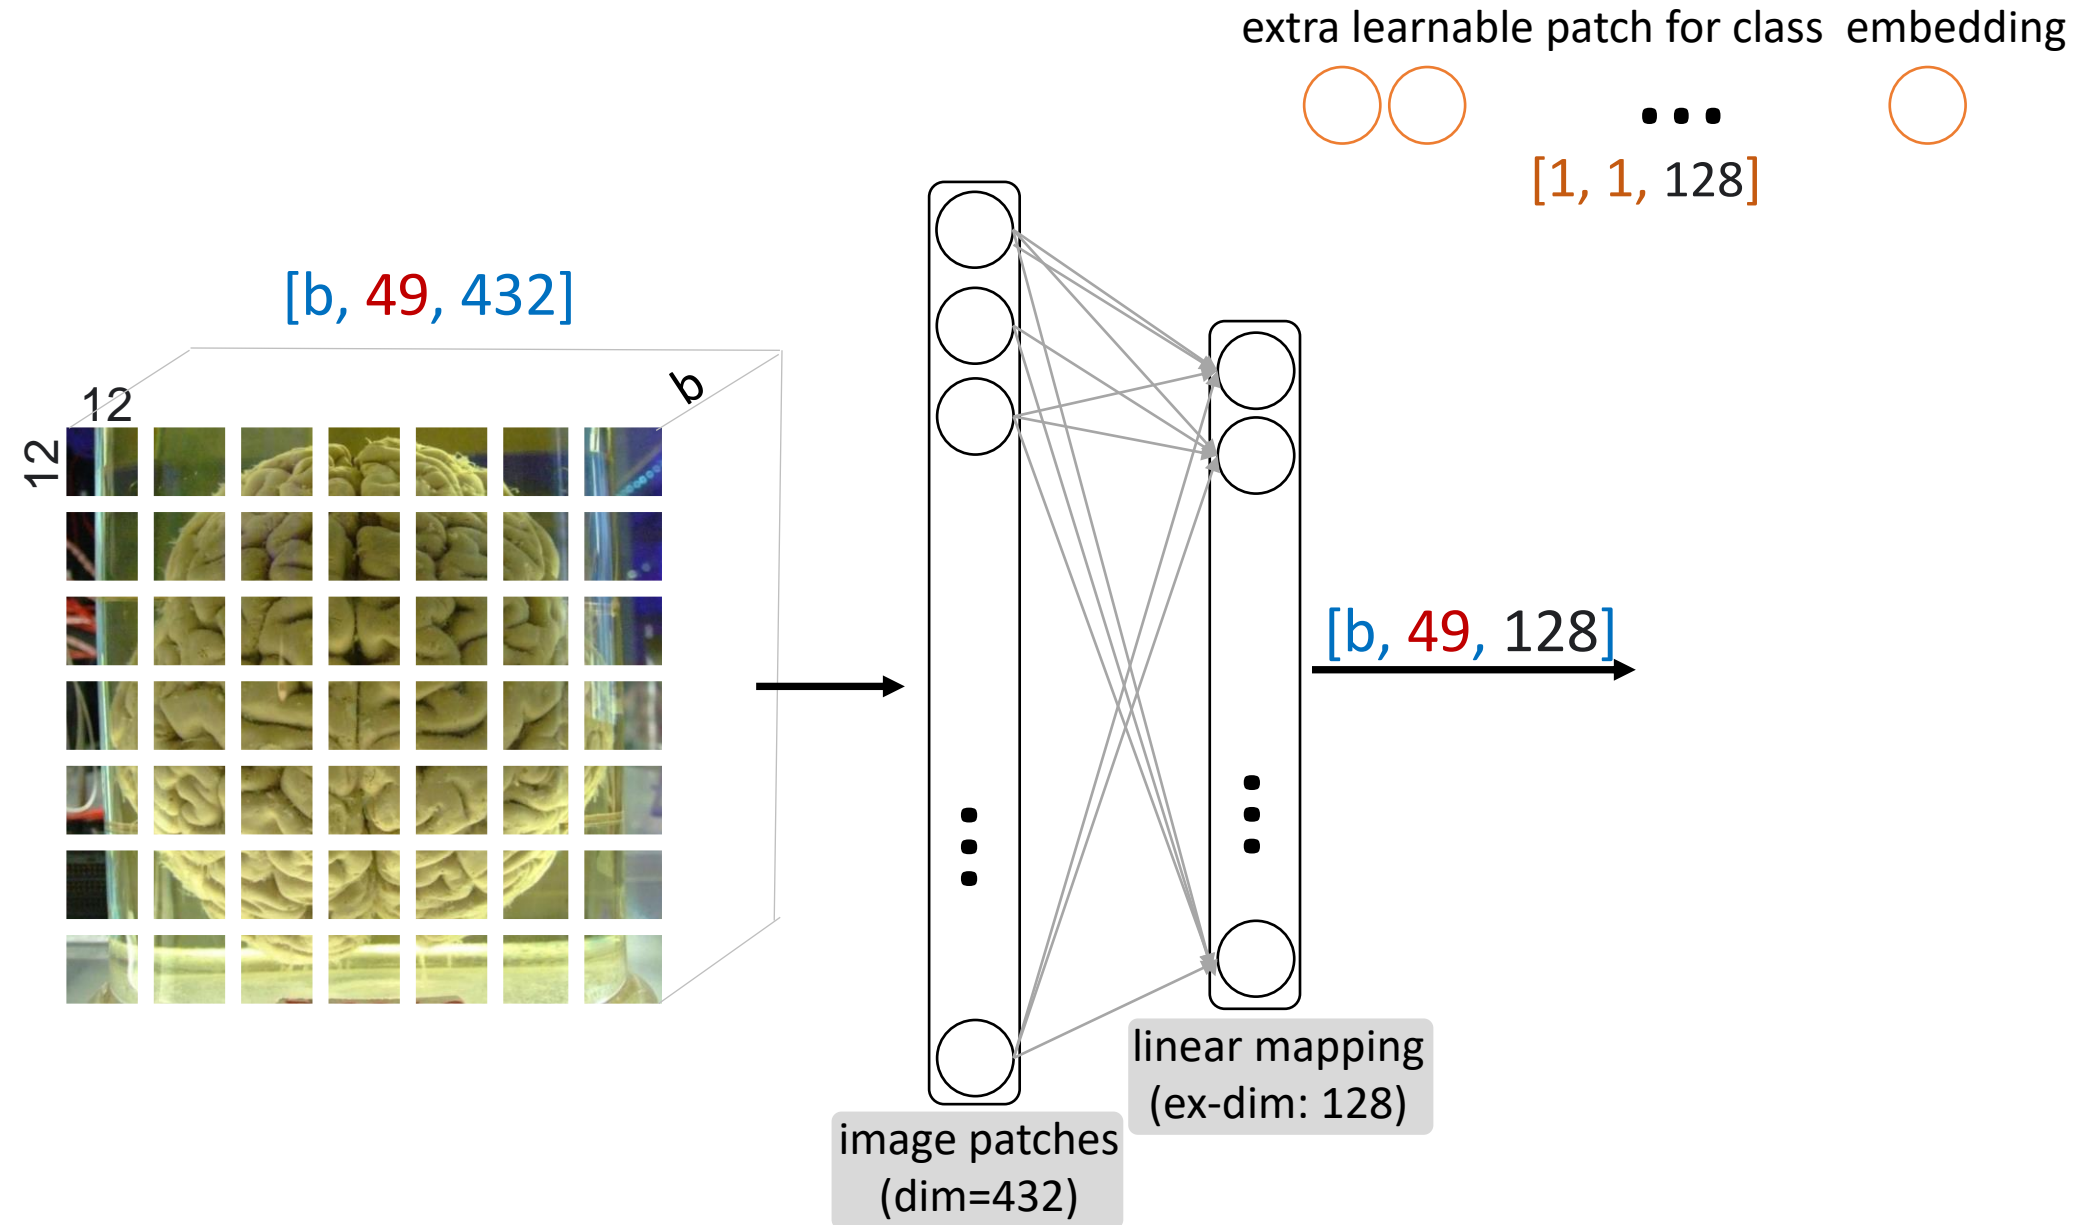 extra learnable patch for class embedding
[1, 1, 128]
[b, 49, 432]
12
b
12
[b, 49, 128]
linear mapping
(ex-dim: 128)
image patches
(dim=432)